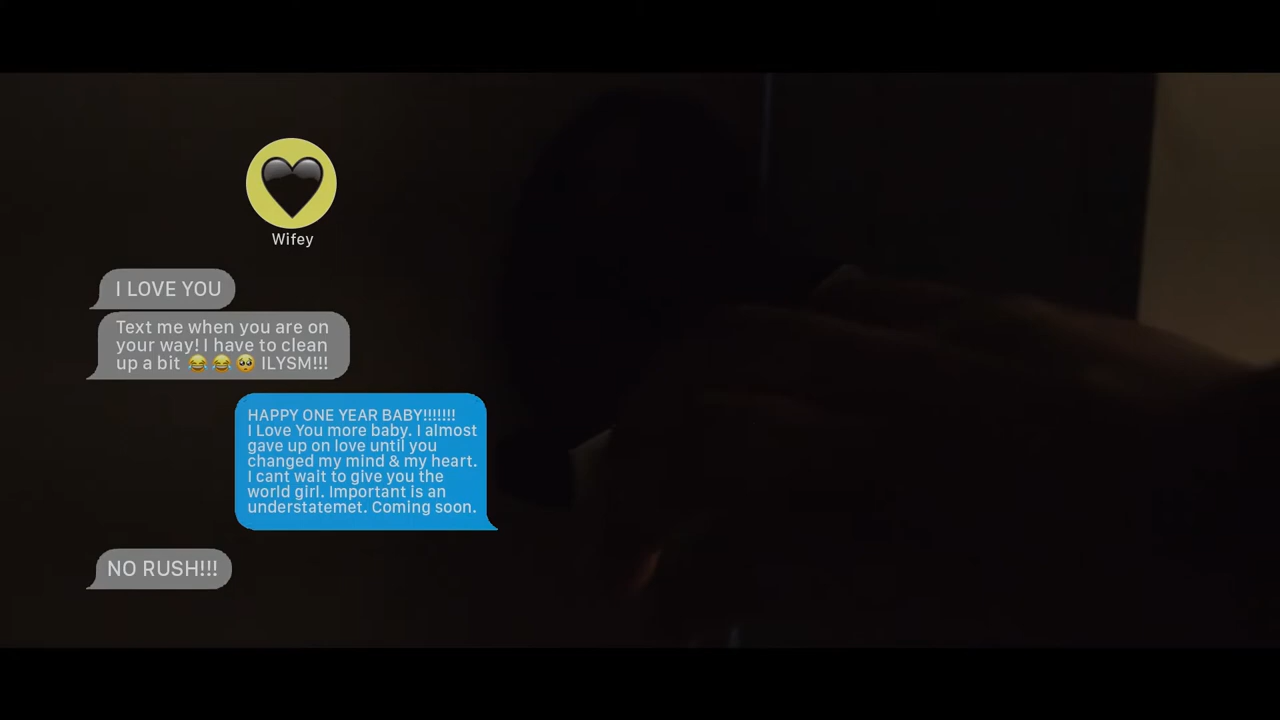 Wifey
I LOVE YOU
Text me when you are on
your way! I have to clean
up a bit 😂😂🥺 ILYSM!!!
HAPPY ONE YEAR BABY!!!!!!!
I Love You more baby. I almost
gave up on love until you
changed my mind & my heart.
I cant wait to give you the
world girl. Important is an
understatemet. Coming soon.
NO RUSH!!!